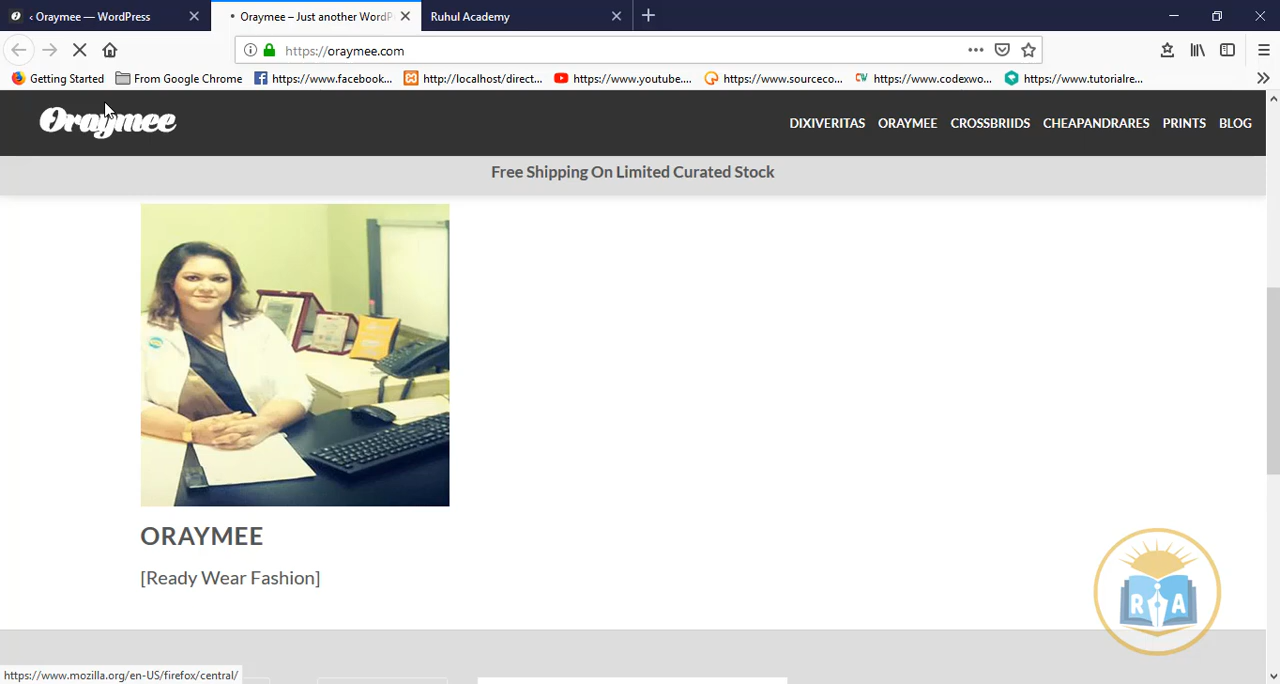 ‹ Oraymee — WordPress
Oraymee – Just another WordP
Ruhul Academy
https://oraymee.com
Getting Started
From Google Chrome
https://www.facebook...
http://localhost/direct...
https://www.youtube....
https://www.sourceco...
https://www.codexwo...
https://www.tutorialre...
Oraymee
DIXIVERITAS
ORAYMEE
CROSSBRIIDS
CHEAPANDRARES
PRINTS
BLOG
Free Shipping On Limited Curated Stock
ORAYMEE
[Ready Wear Fashion]
R A
https://www.mozilla.org/en-US/firefox/central/